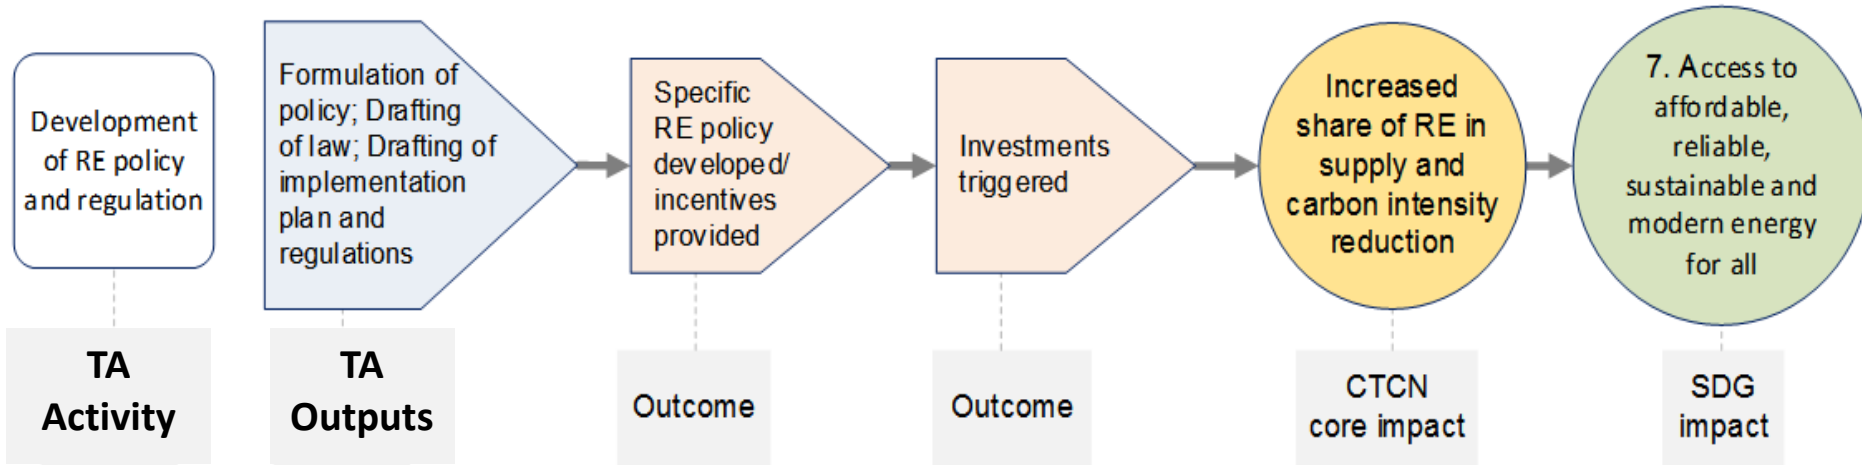 Development
of RE policy
and regulation
Formulation of
policy; Drafting
of law; Drafting of
implementation
plan and
regulations
Specific
RE policy
developed/
incentives
provided
Investments
triggered
Increased
share of RE in
supply and
carbon intensity
reduction
7. Access to
affordable,
reliable,
sustainable and
modern energy
for all
TA
Activity
TA
Outputs
Outcome
Outcome
CTCN
core impact
SDG
impact